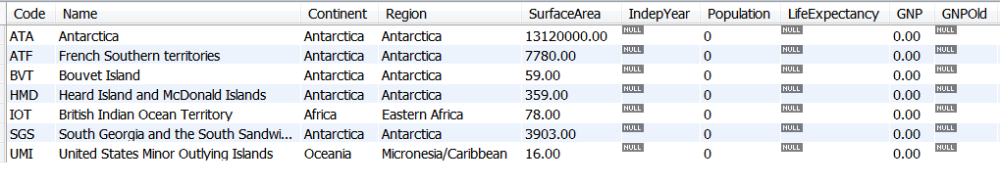 Code Name Continent Region SurfaceArea IndepYear Population LifeExpectancy GNP GNPOld
ATA Antarctica Antarctica Antarctica 13120000.00 NULL 0 NULL 0.00 NULL
ATF French Southern territories Antarctica Antarctica 7780.00 NULL 0 NULL 0.00 NULL
BVT Bouvet Island Antarctica Antarctica 59.00 NULL 0 NULL 0.00 NULL
HMD Heard Island and McDonald Islands Antarctica Antarctica 359.00 NULL 0 NULL 0.00 NULL
IOT British Indian Ocean Territory Africa Eastern Africa 78.00 NULL 0 NULL 0.00 NULL
SGS South Georgia and the South Sandwi... Antarctica Antarctica 3903.00 NULL 0 NULL 0.00 NULL
UMI United States Minor Outlying Islands Oceania Micronesia/Caribbean 16.00 NULL 0 NULL 0.00 NULL